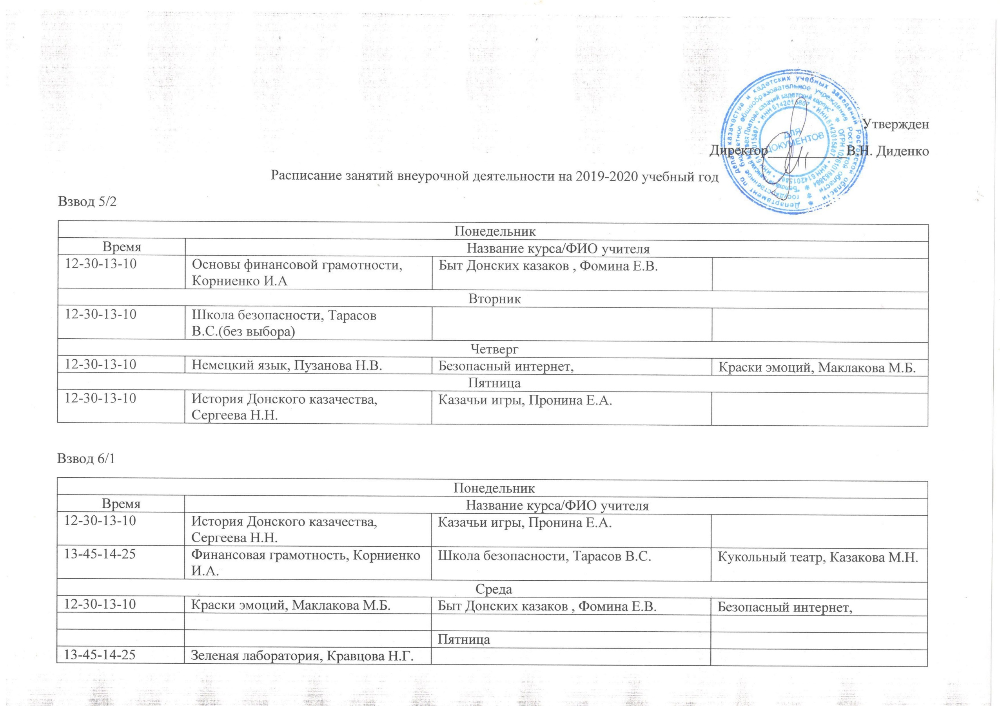 Департамент по делам казачества и кадетских учебных заведений Ростовской области
государственное бюджетное общеобразовательное учреждение Ростовской области
казачий кадетский корпус" * ОГРН 1026101883884 *
ИНН 6142015807 * ИНН 6142015807 * ИНН 6142015807
ДЛЯ
ДОКУМЕНТОВ
Утвержден
Директор____________В.Н. Диденко
Расписание занятий внеурочной деятельности на 2019-2020 учебный год
Взвод 5/2
Понедельник
Время Название курса/ФИО учителя
12-30-13-10 Основы финансовой грамотности, Быт Донских казаков , Фомина Е.В.
Корниенко И.А
Вторник
12-30-13-10 Школа безопасности, Тарасов
В.С.(без выбора)
Четверг
12-30-13-10 Немецкий язык, Пузанова Н.В. Безопасный интернет, Краски эмоций, Маклакова М.Б.
Пятница
12-30-13-10 История Донского казачества, Казачьи игры, Пронина Е.А.
Сергеева Н.Н.
Взвод 6/1
Понедельник
Время Название курса/ФИО учителя
12-30-13-10 История Донского казачества, Казачьи игры, Пронина Е.А.
Сергеева Н.Н.
13-45-14-25 Финансовая грамотность, Корниенко Школа безопасности, Тарасов В.С. Кукольный театр, Казакова М.Н.
И.А.
Среда
12-30-13-10 Краски эмоций, Маклакова М.Б. Быт Донских казаков , Фомина Е.В. Безопасный интернет,
Пятница
13-45-14-25 Зеленая лаборатория, Кравцова Н.Г.